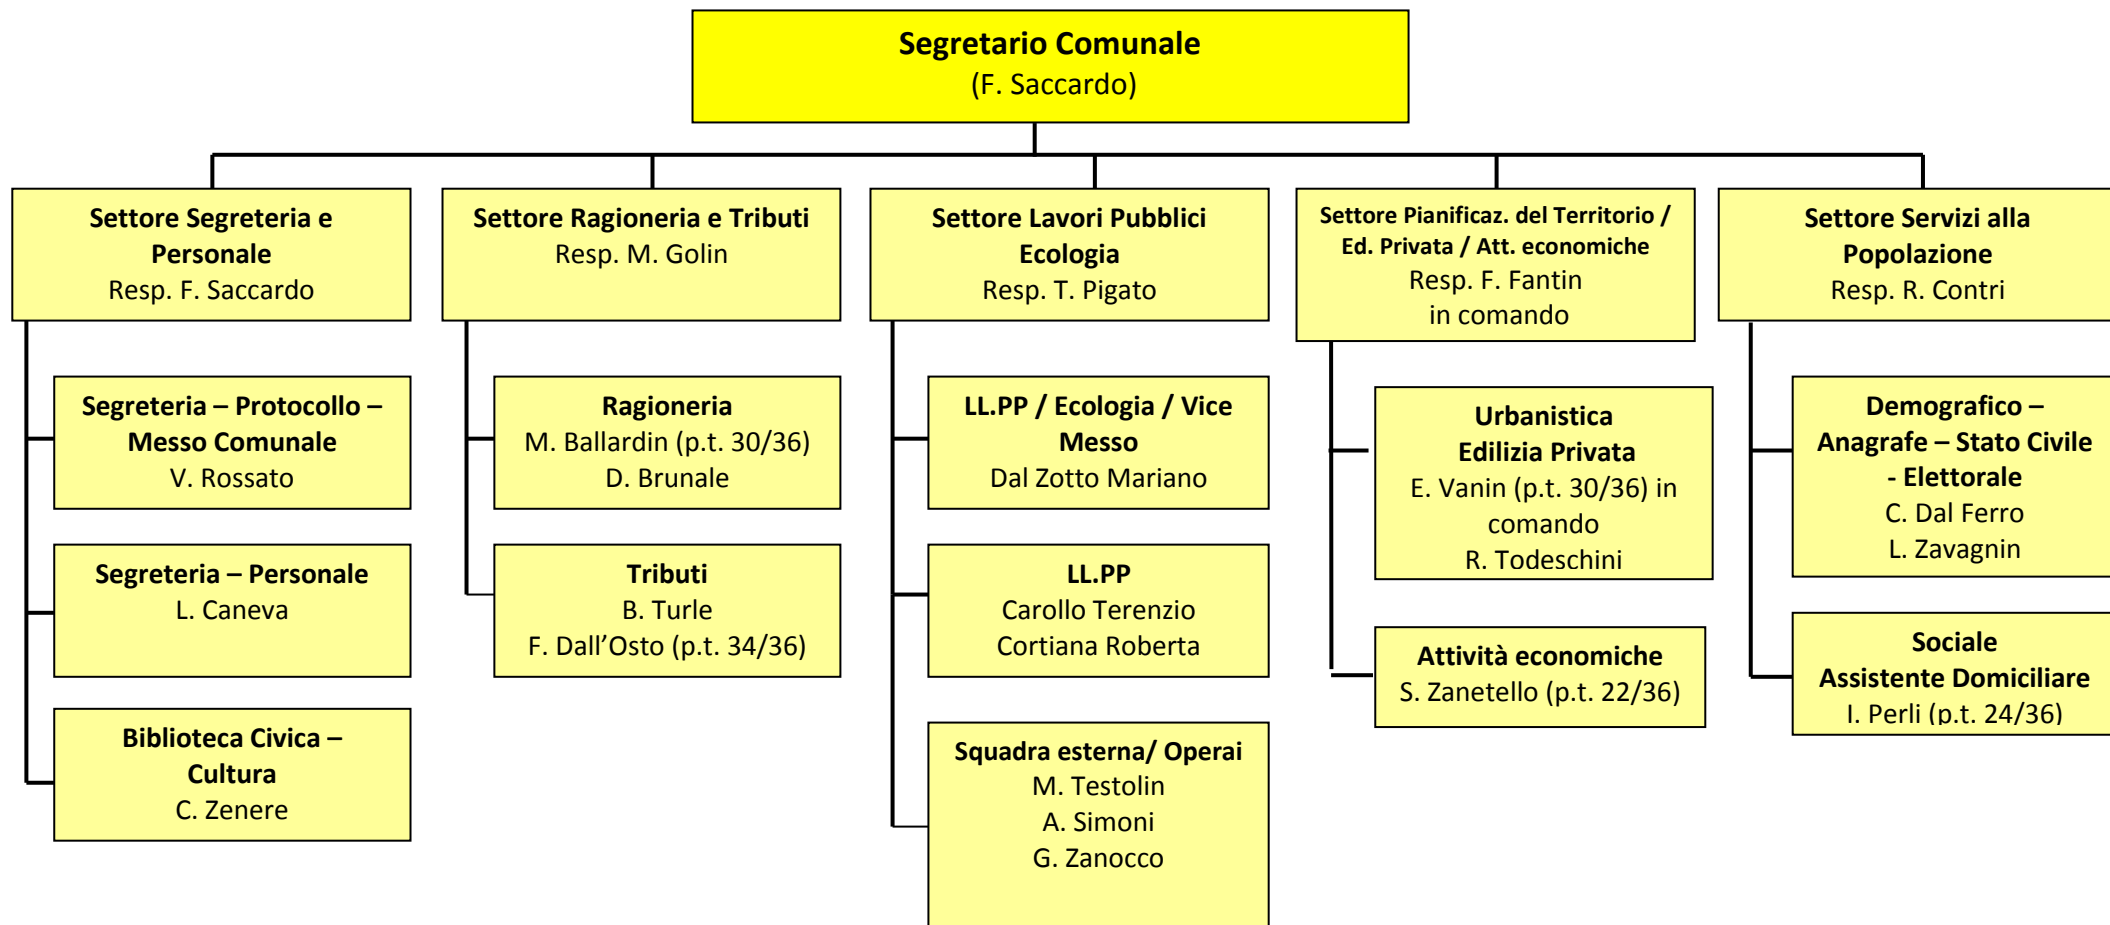 Segretario Comunale
(F. Saccardo)
Settore Segreteria e
Personale
Resp. F. Saccardo
Settore Ragioneria e Tributi
Resp. M. Golin
Settore Lavori Pubblici
Ecologia
Resp. T. Pigato
Settore Pianificaz. del Territorio /
Ed. Privata / Att. economiche
Resp. F. Fantin
in comando
Settore Servizi alla
Popolazione
Resp. R. Contri
Segreteria – Protocollo –
Messo Comunale
V. Rossato
Segreteria – Personale
L. Caneva
Biblioteca Civica –
Cultura
C. Zenere
Ragioneria
M. Ballardin (p.t. 30/36)
D. Brunale
Tributi
B. Turle
F. Dall’Osto (p.t. 34/36)
LL.PP / Ecologia / Vice
Messo
Dal Zotto Mariano
LL.PP
Carollo Terenzio
Cortiana Roberta
Squadra esterna/ Operai
M. Testolin
A. Simoni
G. Zanocco
Urbanistica
Edilizia Privata
E. Vanin (p.t. 30/36) in
comando
R. Todeschini
Attività economiche
S. Zanetello (p.t. 22/36)
Demografico –
Anagrafe – Stato Civile
- Elettorale
C. Dal Ferro
L. Zavagnin
Sociale
Assistente Domiciliare
I. Perli (p.t. 24/36)